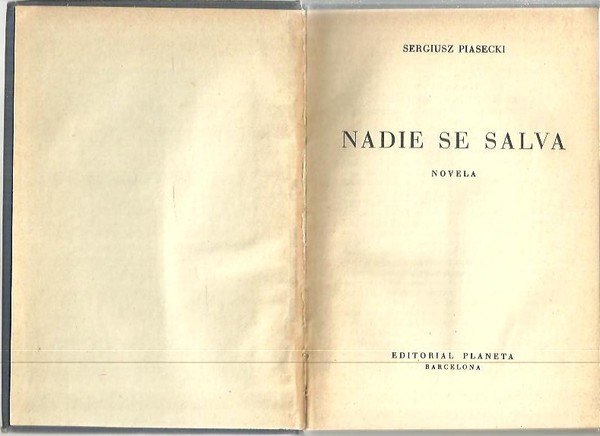 SERGIUSZ PIASECKI
NADIE SE SALVA
NOVELA
EDITORIAL PLANETA
BARCELONA